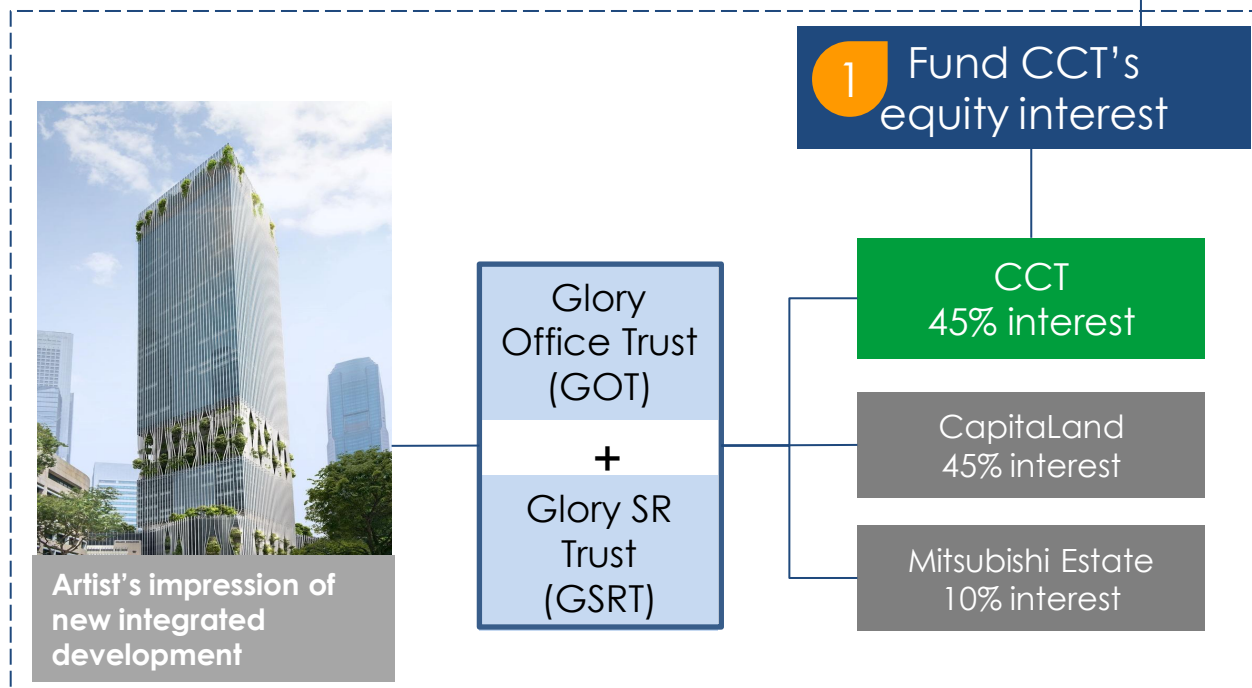 1
Fund CCT’s
equity interest
Glory
Office Trust
(GOT)
+
Glory SR
Trust
(GSRT)
CCT
45% interest
CapitaLand
45% interest
Mitsubishi Estate
10% interest
Artist’s impression of
new integrated
development